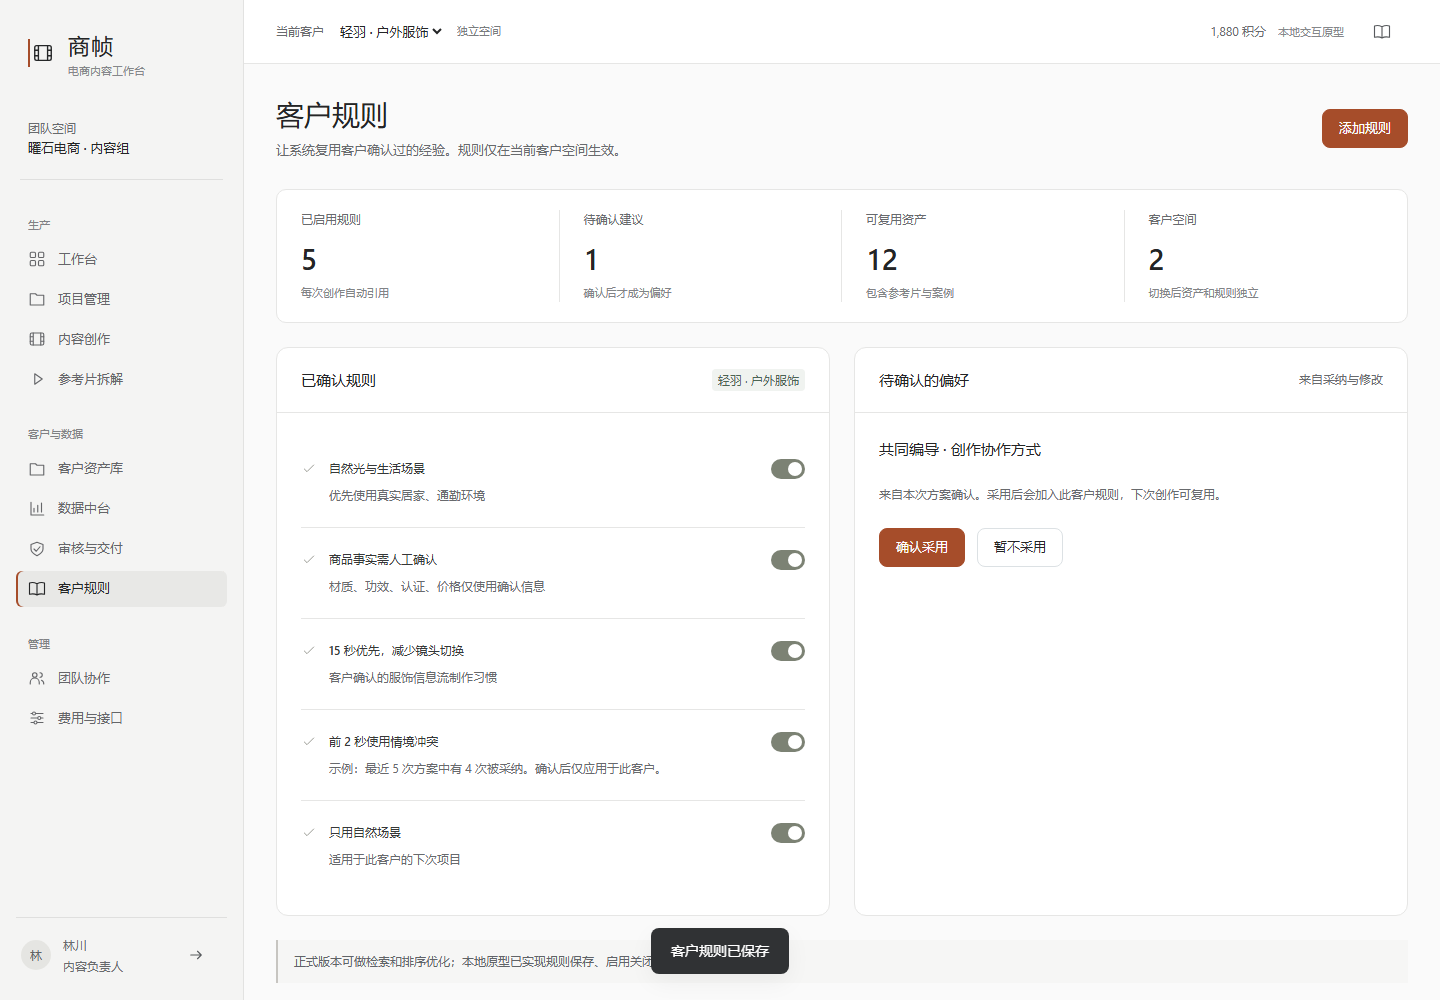 商帧
电商内容工作台
团队空间
曜石电商 · 内容组
生产
工作台
项目管理
内容创作
参考片拆解
客户与数据
客户资产库
数据中台
审核与交付
客户规则
管理
团队协作
费用与接口
林
林川
内容负责人
当前客户
轻羽 · 户外服饰
独立空间
1,880 积分
本地交互原型
客户规则
让系统复用客户确认过的经验。规则仅在当前客户空间生效。
添加规则
已启用规则
5
每次创作自动引用
待确认建议
1
确认后才成为偏好
可复用资产
12
包含参考片与案例
客户空间
2
切换后资产和规则独立
已确认规则
轻羽 · 户外服饰
自然光与生活场景
优先使用真实居家、通勤环境
商品事实需人工确认
材质、功效、认证、价格仅使用确认信息
15 秒优先，减少镜头切换
客户确认的服饰信息流制作习惯
前 2 秒使用情境冲突
示例：最近 5 次方案中有 4 次被采纳。确认后仅应用于此客户。
只用自然场景
适用于此客户的下次项目
待确认的偏好
来自采纳与修改
共同编导 · 创作协作方式
来自本次方案确认。采用后会加入此客户规则，下次创作可复用。
确认采用
暂不采用
正式版本可做检索和排序优化；本地原型已实现规则保存、启用关闭
客户规则已保存